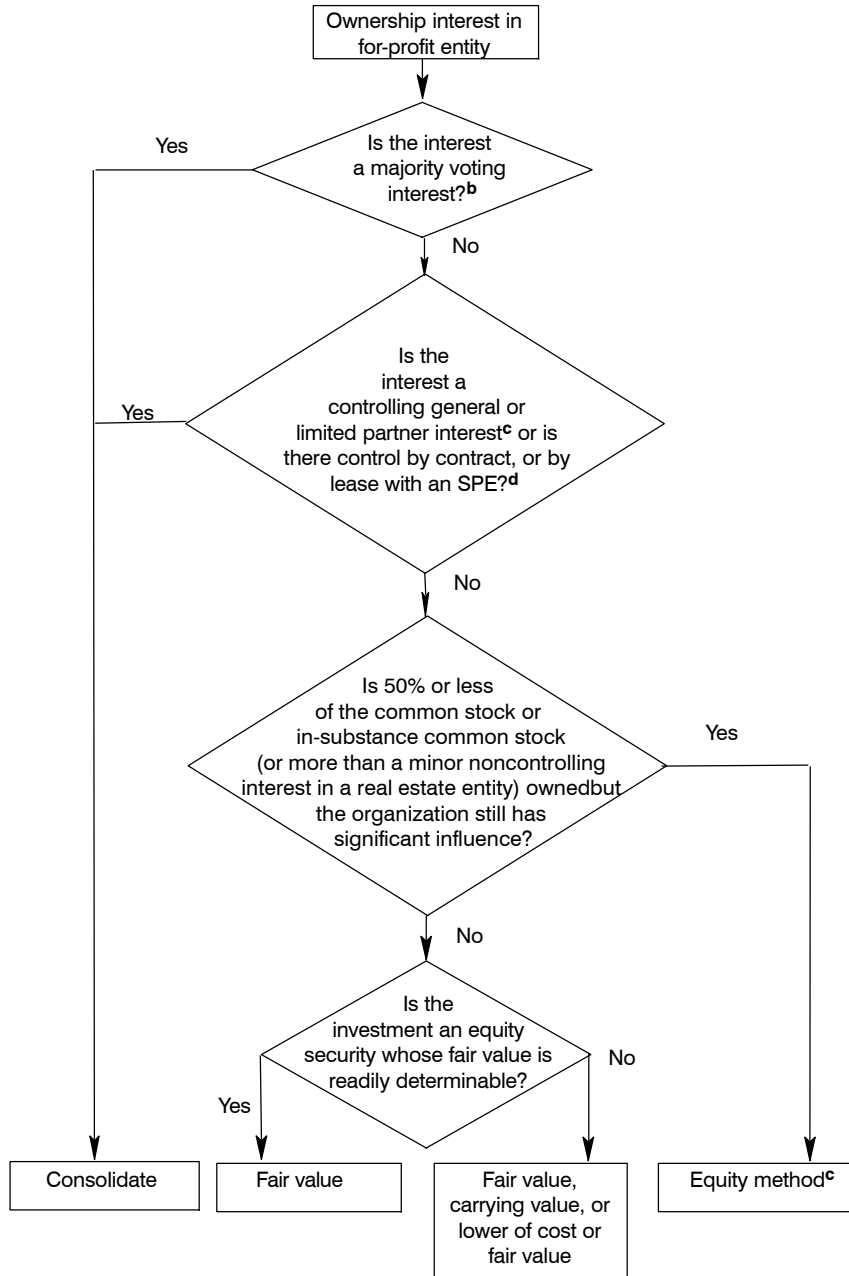 Ownership interest in
for-profit entity
Yes
Is the interest
a majority voting
interest?b
No
Is the
interest a
controlling general or
limited partner interestc or is
there control by contract, or by
lease with an SPE?d
Yes
No
Is 50% or less
of the common stock or
in-substance common stock
(or more than a minor noncontrolling
interest in a real estate entity) ownedbut
the organization still has
significant influence?
Yes
No
Is the
investment an equity
security whose fair value is
readily determinable?
No
Yes
Consolidate
Fair value
Fair value,
carrying value, or
lower of cost or
fair value
Equity methodc